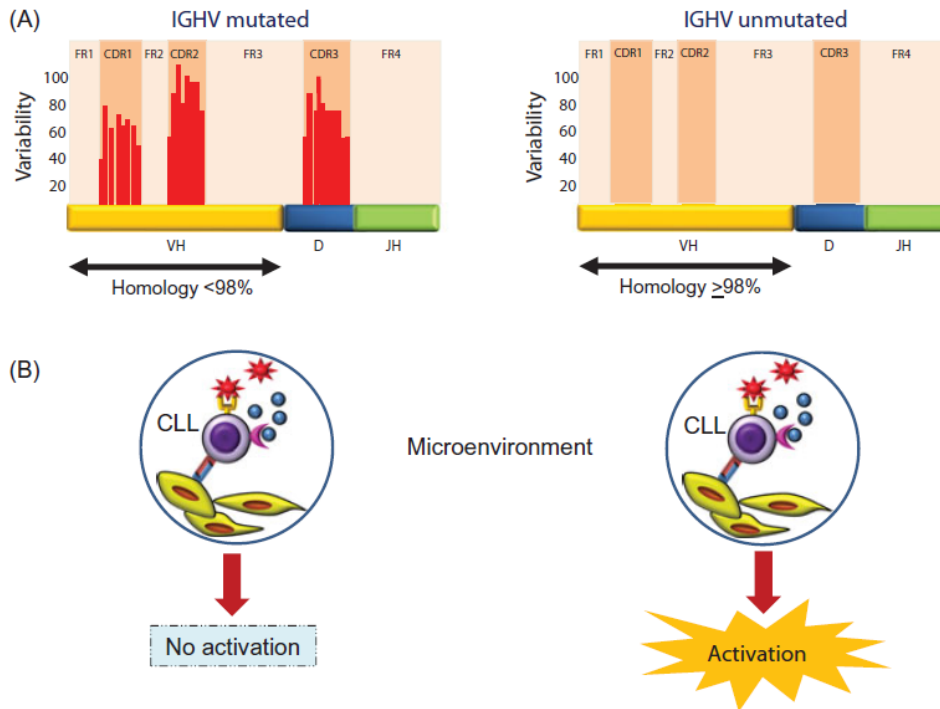 (A)
IGHV mutated
FR1 CDR1 FR2 CDR2 FR3 CDR3 FR4
Variability
100
80
60
40
20
VH D JH
Homology <98%
IGHV unmutated
FR1 CDR1 FR2 CDR2 FR3 CDR3 FR4
Variability
100
80
60
40
20
VH D JH
Homology ≥98%
(B)
CLL
Microenvironment
CLL
No activation
Activation